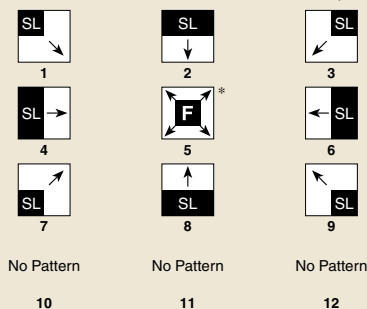 SL SL SL
1 2 3
SL F * SL
4 5 6
SL SL SL
7 8 9
No Pattern No Pattern No Pattern
10 11 12